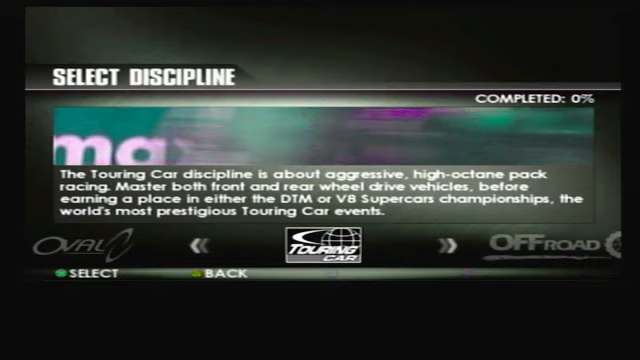 SELECT DISCIPLINE
COMPLETED: 0%
max
The Touring Car discipline is about aggressive, high-octane pack
racing. Master both front and rear wheel drive vehicles, before
earning a place in either the DTM or V8 Supercars championships, the
world's most prestigious Touring Car events.
OVAL
TOURING
CAR
OFFROAD
SELECT
BACK